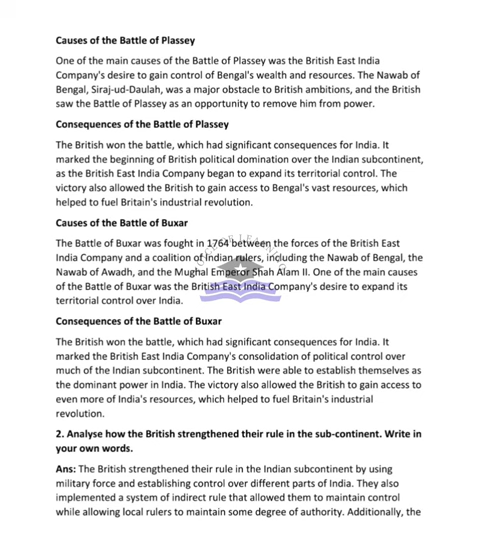 Causes of the Battle of Plassey
One of the main causes of the Battle of Plassey was the British East India
Company's desire to gain control of Bengal's wealth and resources. The Nawab of
Bengal, Siraj-ud-Daulah, was a major obstacle to British ambitions, and the British
saw the Battle of Plassey as an opportunity to remove him from power.
Consequences of the Battle of Plassey
The British won the battle, which had significant consequences for India. It
marked the beginning of British political domination over the Indian subcontinent,
as the British East India Company began to expand its territorial control. The
victory also allowed the British to gain access to Bengal's vast resources, which
helped to fuel Britain's industrial revolution.
Causes of the Battle of Buxar
The Battle of Buxar was fought in 1764 between the forces of the British East
India Company and a coalition of Indian rulers, including the Nawab of Bengal, the
Nawab of Awadh, and the Mughal Emperor Shah Alam II. One of the main causes
of the Battle of Buxar was the British East India Company's desire to expand its
territorial control over India.
Consequences of the Battle of Buxar
The British won the battle, which had significant consequences for India. It
marked the British East India Company's consolidation of political control over
much of the Indian subcontinent. The British were able to establish themselves as
the dominant power in India. The victory also allowed the British to gain access to
even more of India's resources, which helped to fuel Britain's industrial
revolution.
2. Analyse how the British strengthened their rule in the sub-continent. Write in
your own words.
Ans: The British strengthened their rule in the Indian subcontinent by using
military force and establishing control over different parts of India. They also
implemented a system of indirect rule that allowed them to maintain control
while allowing local rulers to maintain some degree of authority. Additionally, the